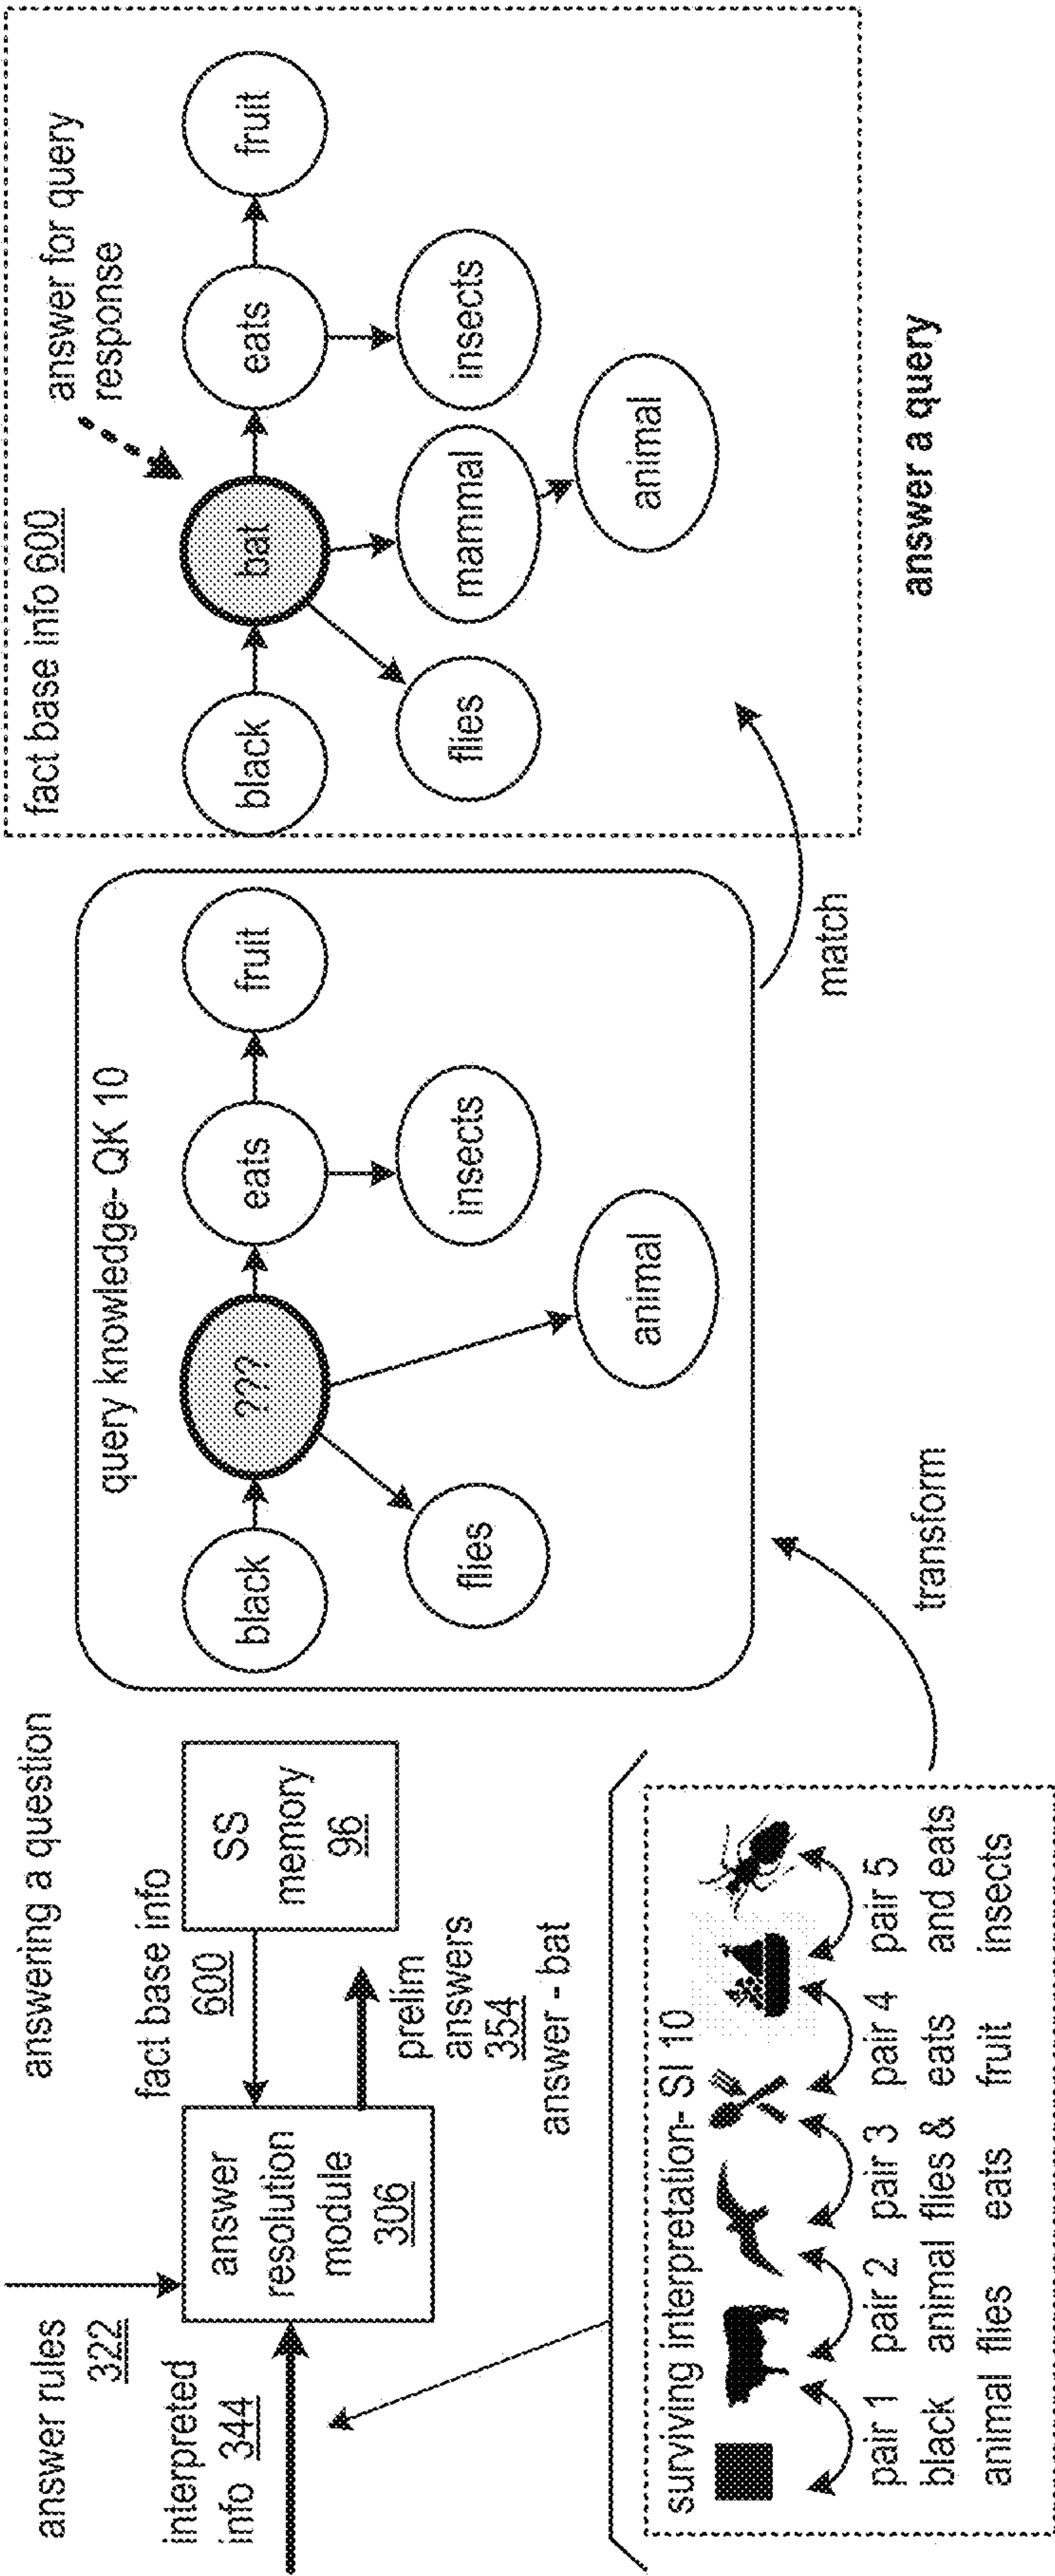 answering a question
answer rules
322
interpreted
info 344
answer
resolution
module
306
fact base info
600
SS
memory
96
prelim
answers
354
answer - bat
surviving interpretation- SI 10
pair 1
black
animal
pair 2
animal
flies
pair 3
flies &
eats
pair 4
eats
fruit
pair 5
and eats
insects
transform
query knowledge- QK 10
black
???
eats
fruit
flies
insects
animal
match
fact base info 600
answer for query
response
black
bat
eats
fruit
flies
mammal
insects
animal
answer a query